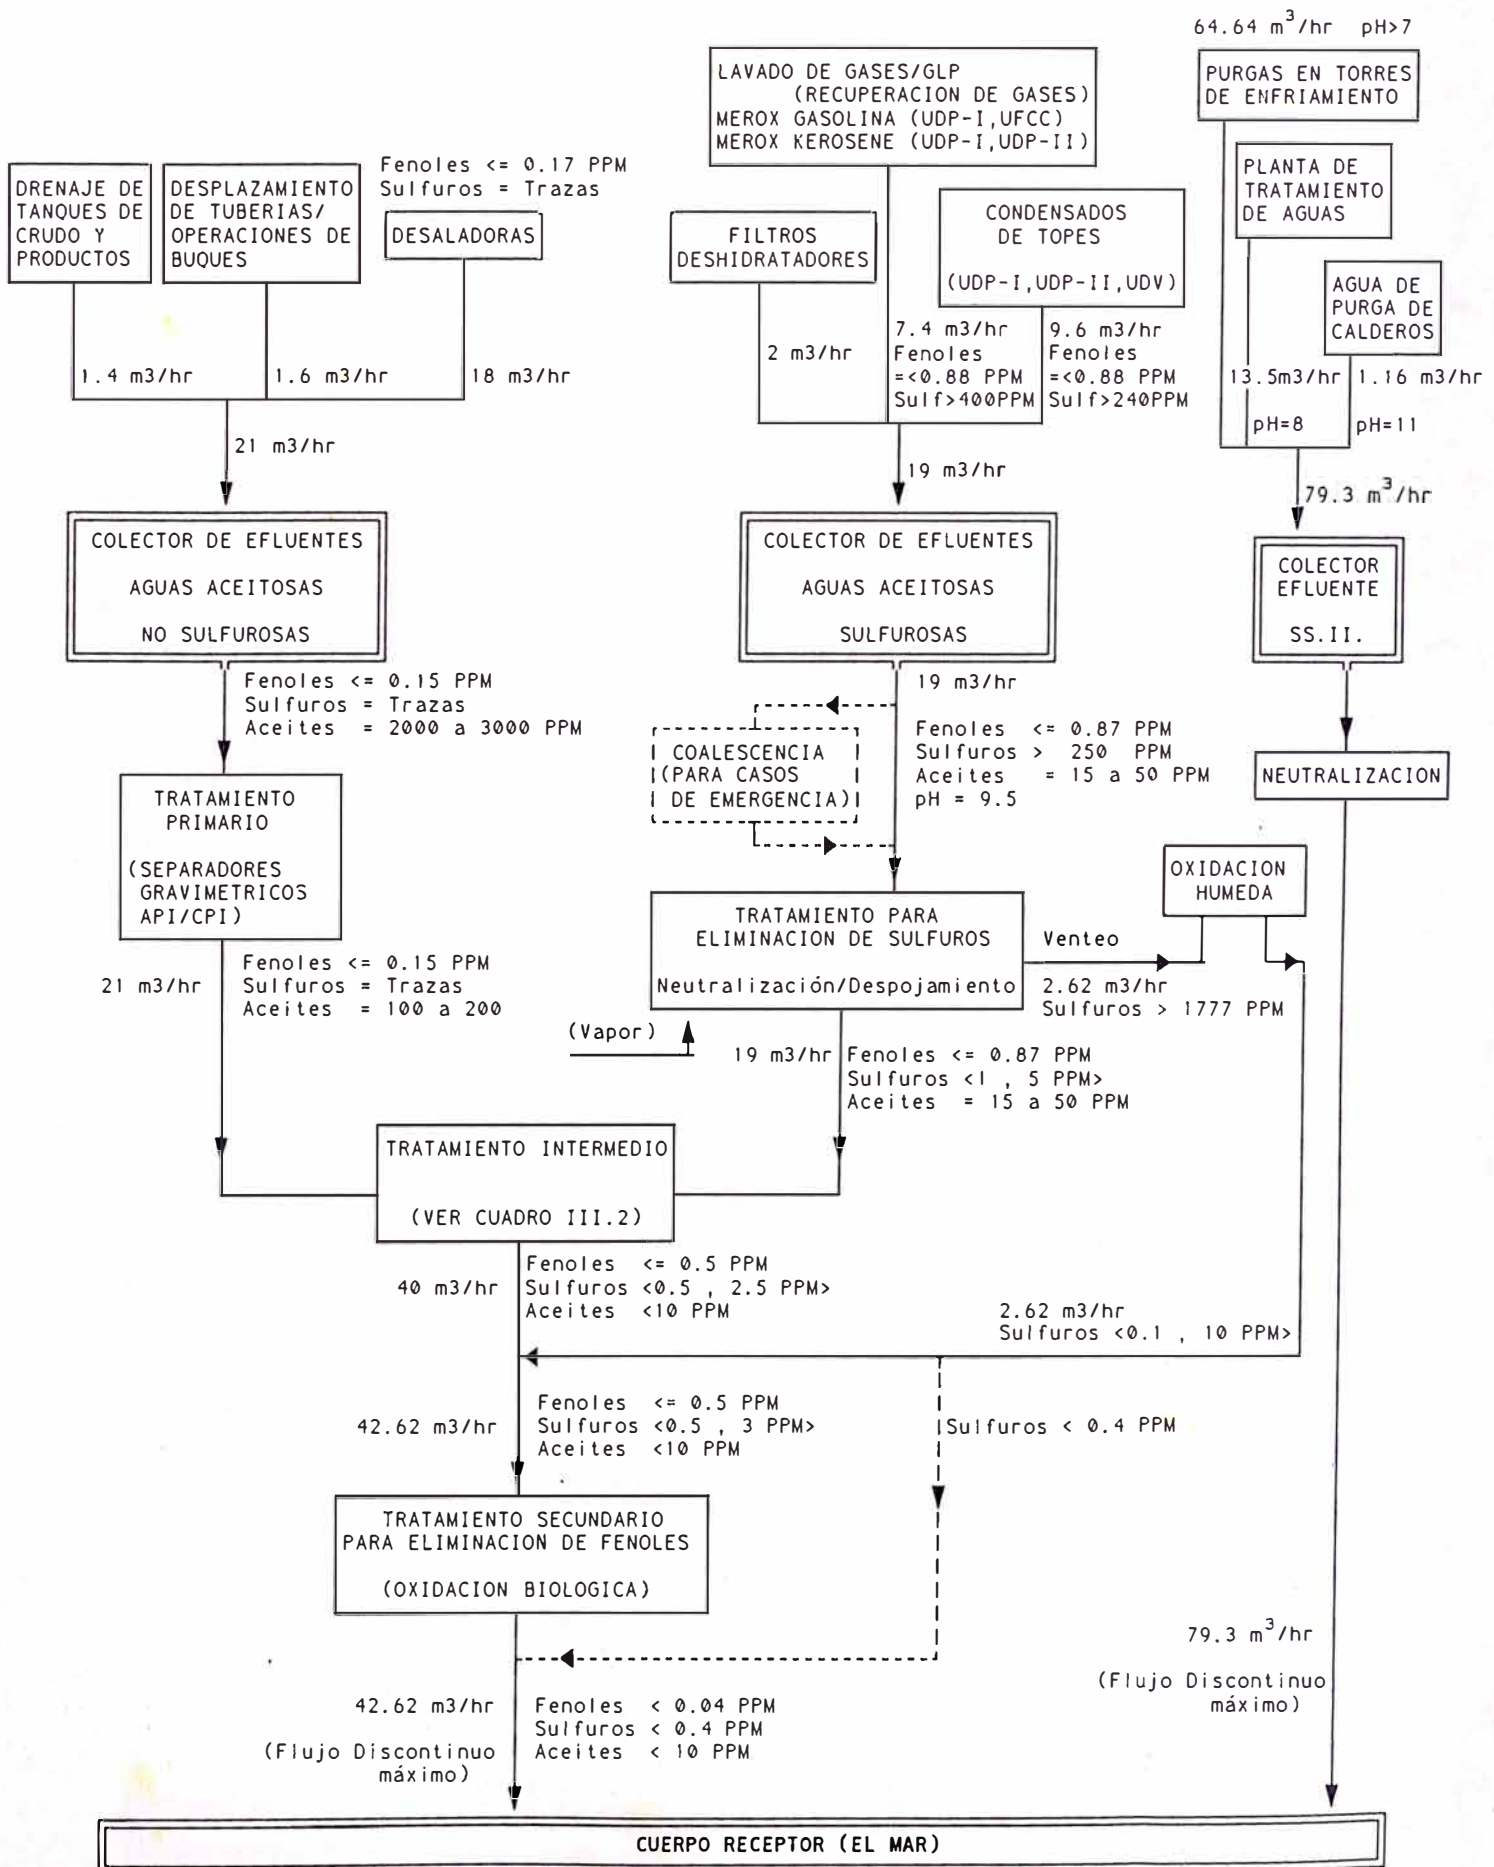 64.64 m³/hr pH>7
PURGAS EN TORRES
DE ENFRIAMIENTO
LAVADO DE GASES/GLP
(RECUPERACION DE GASES)
MEROX GASOLINA (UDP-I,UFCC)
MEROX KEROSENE (UDP-I,UDP-II)
PLANTA DE
TRATAMIENTO
DE AGUAS
DRENAJE DE
TANQUES DE
CRUDO Y
PRODUCTOS
DESPLAZAMIENTO
DE TUBERIAS/
OPERACIONES DE
BUQUES
Fenoles <= 0.17 PPM
Sulfuros = Trazas
DESALADORAS
FILTROS
DESHIDRATADORES
CONDENSADOS
DE TOPES
(UDP-I,UDP-II,UDV)
AGUA DE
PURGA DE
CALDEROS
1.4 m3/hr
1.6 m3/hr
18 m3/hr
2 m3/hr
7.4 m3/hr
Fenoles
=<0.88 PPM
Sulf>400PPM
9.6 m3/hr
Fenoles
=<0.88 PPM
Sulf>240PPM
13.5m3/hr
pH=8
1.16 m3/hr
pH=11
21 m3/hr
19 m3/hr
79.3 m³/hr
COLECTOR DE EFLUENTES
AGUAS ACEITOSAS
NO SULFUROSAS
COLECTOR DE EFLUENTES
AGUAS ACEITOSAS
SULFUROSAS
COLECTOR
EFLUENTE
SS.II.
Fenoles <= 0.15 PPM
Sulfuros = Trazas
Aceites = 2000 a 3000 PPM
19 m3/hr
COALESCENCIA
(PARA CASOS
DE EMERGENCIA)
Fenoles <= 0.87 PPM
Sulfuros > 250 PPM
Aceites = 15 a 50 PPM
pH = 9.5
NEUTRALIZACION
TRATAMIENTO
PRIMARIO
(SEPARADORES
GRAVIMETRICOS
API/CPI)
TRATAMIENTO PARA
ELIMINACION DE SULFUROS
Neutralización/Despojamiento
OXIDACION
HUMEDA
Venteo
2.62 m3/hr
Sulfuros > 1777 PPM
21 m3/hr
Fenoles <= 0.15 PPM
Sulfuros = Trazas
Aceites = 100 a 200
(Vapor)
19 m3/hr
Fenoles <= 0.87 PPM
Sulfuros <1 , 5 PPM>
Aceites = 15 a 50 PPM
TRATAMIENTO INTERMEDIO
(VER CUADRO III.2)
40 m3/hr
Fenoles <= 0.5 PPM
Sulfuros <0.5 , 2.5 PPM>
Aceites <10 PPM
2.62 m3/hr
Sulfuros <0.1 , 10 PPM>
42.62 m3/hr
Fenoles <= 0.5 PPM
Sulfuros <0.5 , 3 PPM>
Aceites <10 PPM
Sulfuros < 0.4 PPM
TRATAMIENTO SECUNDARIO
PARA ELIMINACION DE FENOLES
(OXIDACION BIOLOGICA)
79.3 m³/hr
(Flujo Discontinuo
máximo)
42.62 m3/hr
(Flujo Discontinuo
máximo)
Fenoles < 0.04 PPM
Sulfuros < 0.4 PPM
Aceites < 10 PPM
CUERPO RECEPTOR (EL MAR)